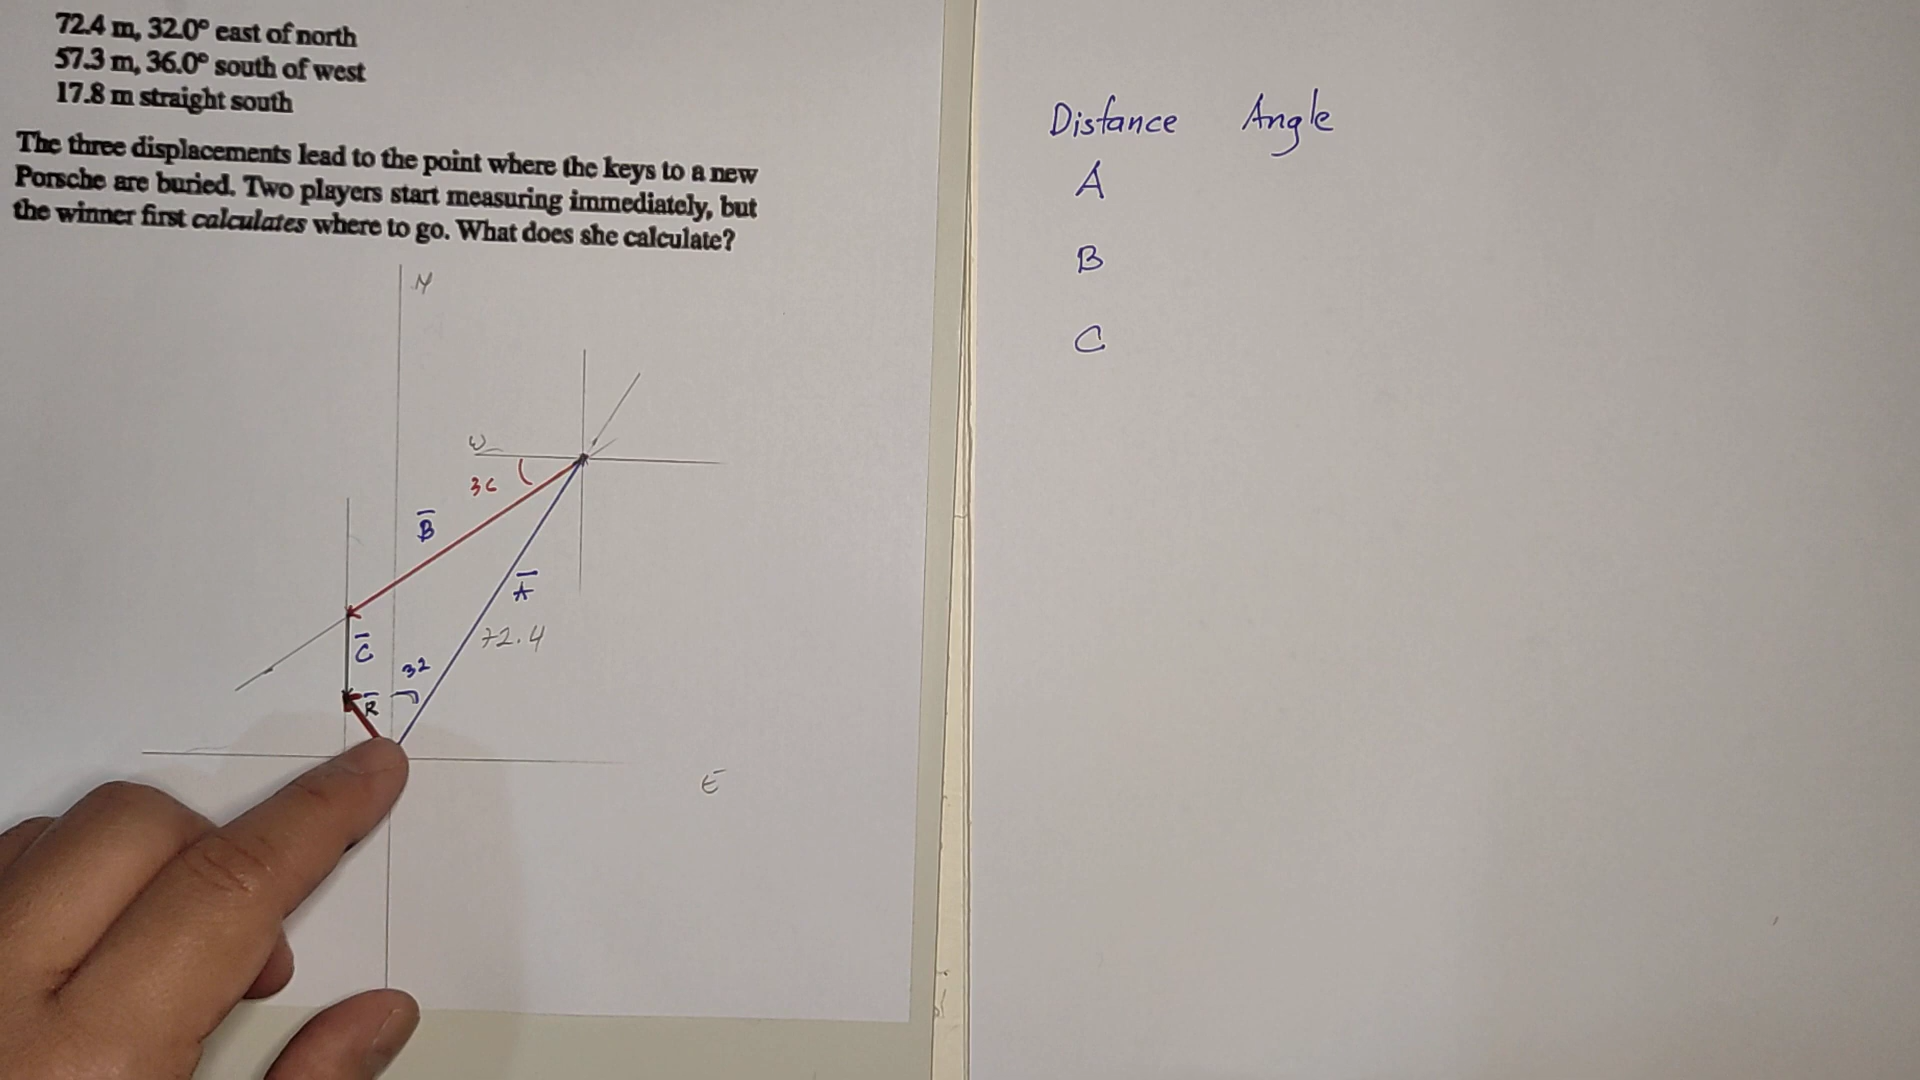 72.4 m, 32.0° east of north
57.3 m, 36.0° south of west
17.8 m straight south
The three displacements lead to the point where the keys to a new
Porsche are buried. Two players start measuring immediately, but
the winner first calculates where to go. What does she calculate?
N
W
36
B
A
72.4
C
32
R
E
Distance Angle
A
B
C